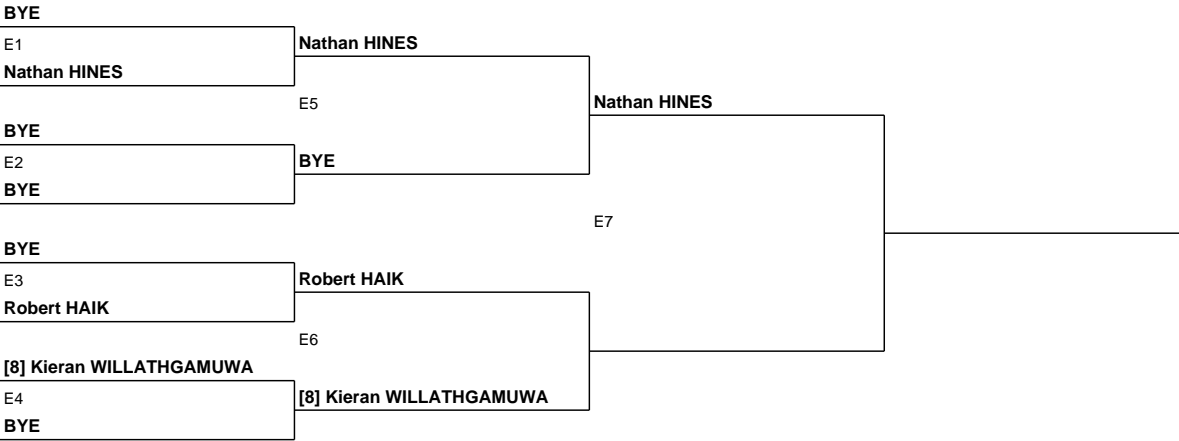 BYE
E1
Nathan HINES
Nathan HINES
E5
Nathan HINES
BYE
E2
BYE
BYE
E7
BYE
E3
Robert HAIK
Robert HAIK
E6
[8] Kieran WILLATHGAMUWA
E4
[8] Kieran WILLATHGAMUWA
BYE